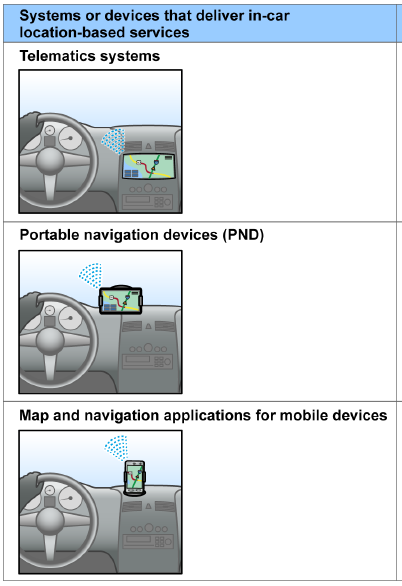 Systems or devices that deliver in-car
location-based services
Telematics systems
Portable navigation devices (PND)
Map and navigation applications for mobile devices